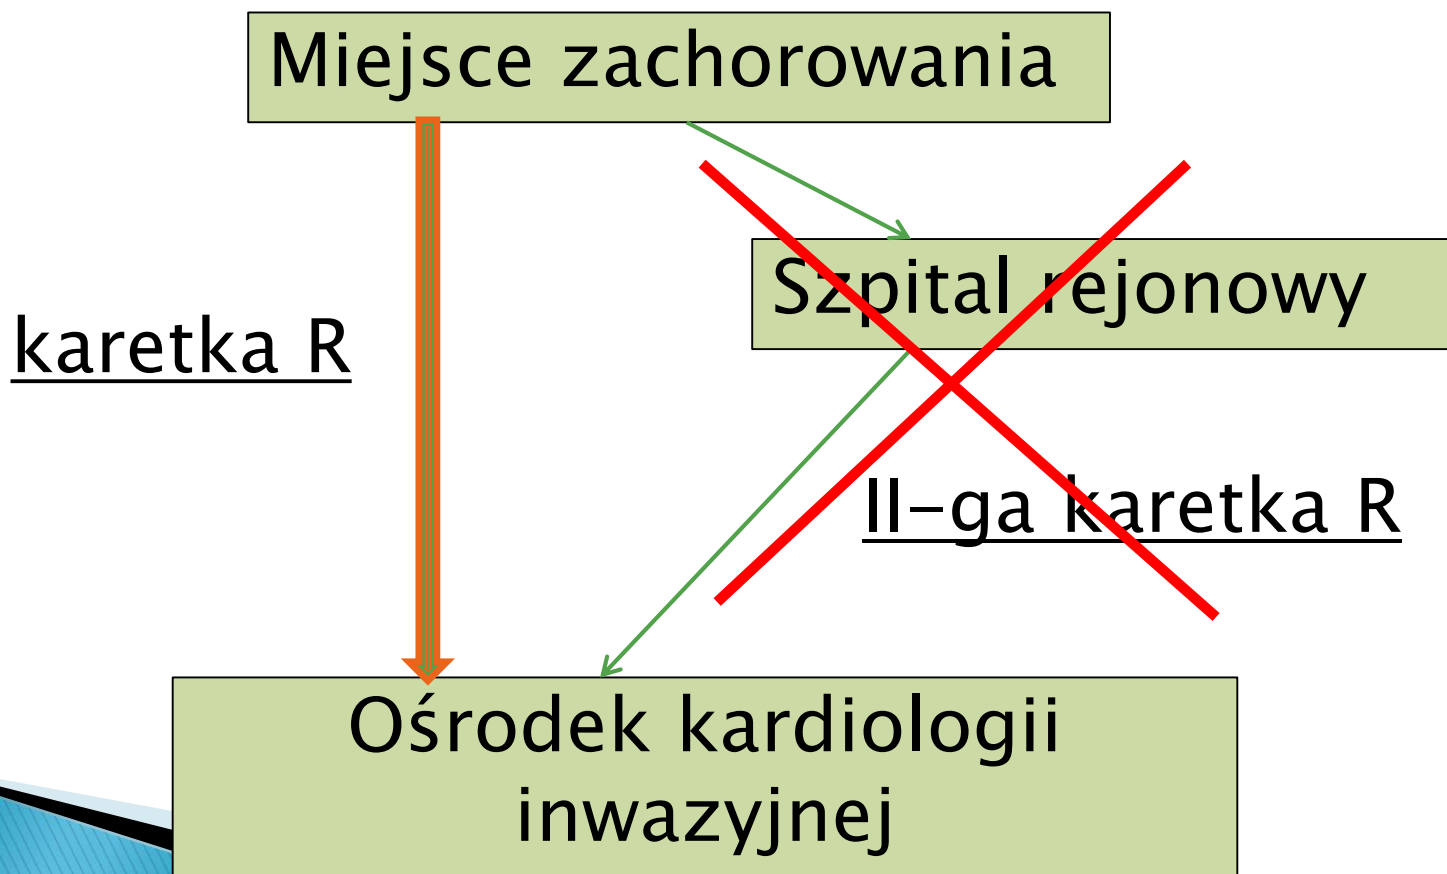 Miejsce zachorowania
Szpital rejonowy
karetka R
II-ga karetka R
Ośrodek kardiologii
inwazyjnej